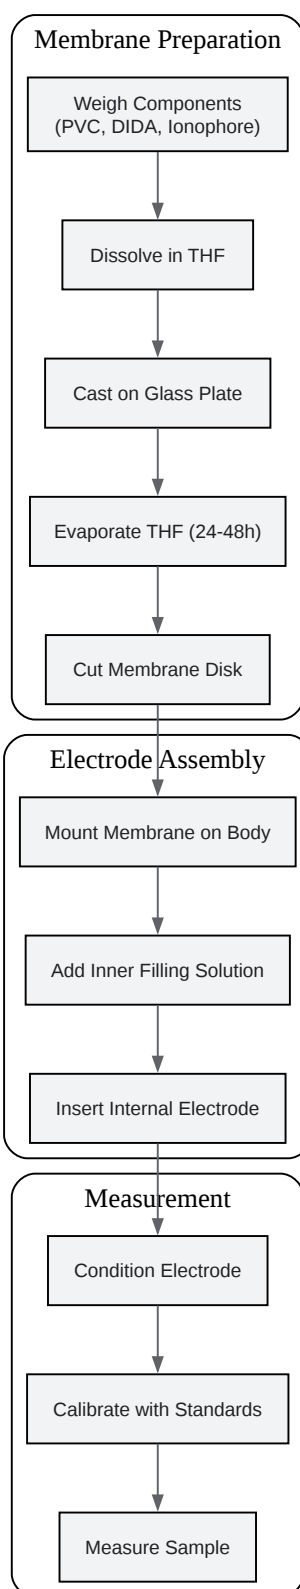 Membrane Preparation
Weigh Components
(PVC, DIDA, Ionophore)
Dissolve in THF
Cast on Glass Plate
Evaporate THF (24-48h)
Cut Membrane Disk
Electrode Assembly
Mount Membrane on Body
Add Inner Filling Solution
Insert Internal Electrode
Measurement
Condition Electrode
Calibrate with Standards
Measure Sample